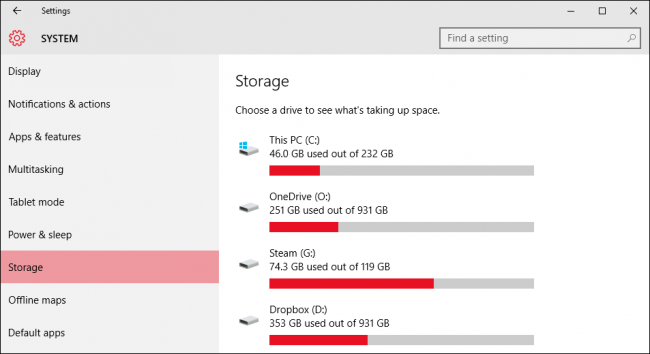 Settings
SYSTEM
Find a setting
Display
Notifications & actions
Apps & features
Multitasking
Tablet mode
Power & sleep
Storage
Offline maps
Default apps
Storage
Choose a drive to see what's taking up space.
This PC (C:)
46.0 GB used out of 232 GB
OneDrive (O:)
251 GB used out of 931 GB
Steam (G:)
74.3 GB used out of 119 GB
Dropbox (D:)
353 GB used out of 931 GB